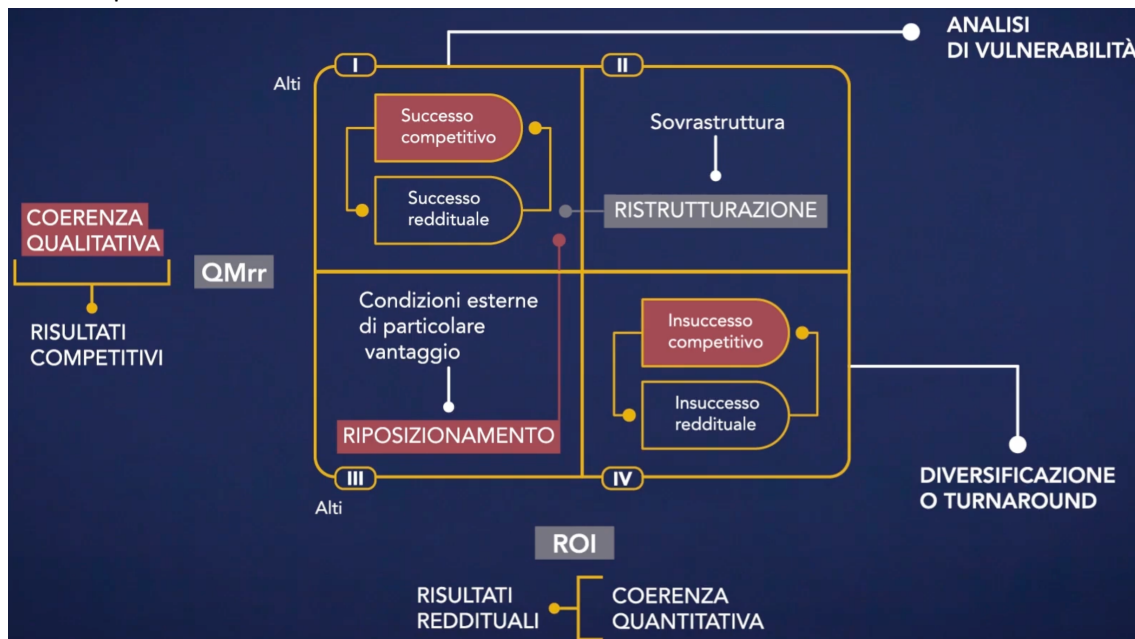 ANALISI
DI VULNERABILITÀ
I
II
Alti
Successo
competitivo
Successo
reddituale
Sovrastruttura
RISTRUTTURAZIONE
COERENZA
QUALITATIVA
QMrr
RISULTATI
COMPETITIVI
Condizioni esterne
di particolare
vantaggio
RIPOSIZIONAMENTO
Insuccesso
competitivo
Insuccesso
reddituale
III
IV
Alti
DIVERSIFICAZIONE
O TURNAROUND
ROI
RISULTATI
REDDITUALI
COERENZA
QUANTITATIVA